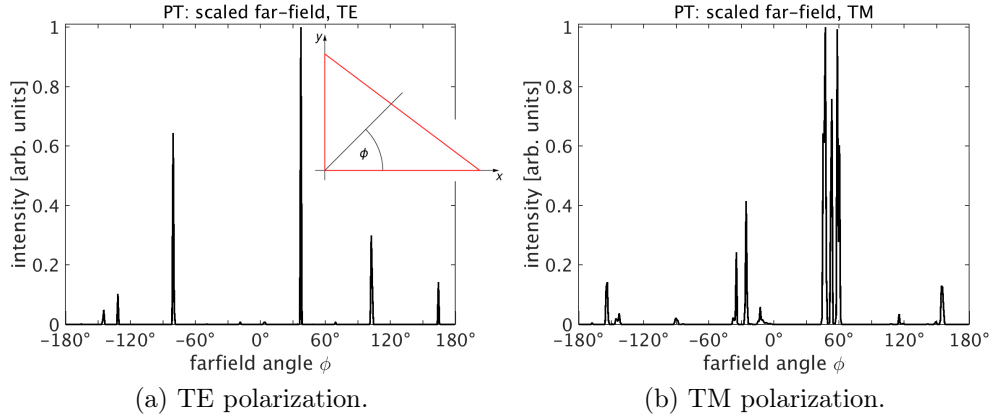 PT: scaled far-field, TE
intensity [arb. units]
1
0.8
0.6
0.4
0.2
0
−180° −120° −60° 0° 60° 120° 180°
farfield angle ϕ
y
ϕ
x
(a) TE polarization.
PT: scaled far-field, TM
intensity [arb. units]
1
0.8
0.6
0.4
0.2
0
−180° −120° −60° 0° 60° 120° 180°
farfield angle ϕ
(b) TM polarization.